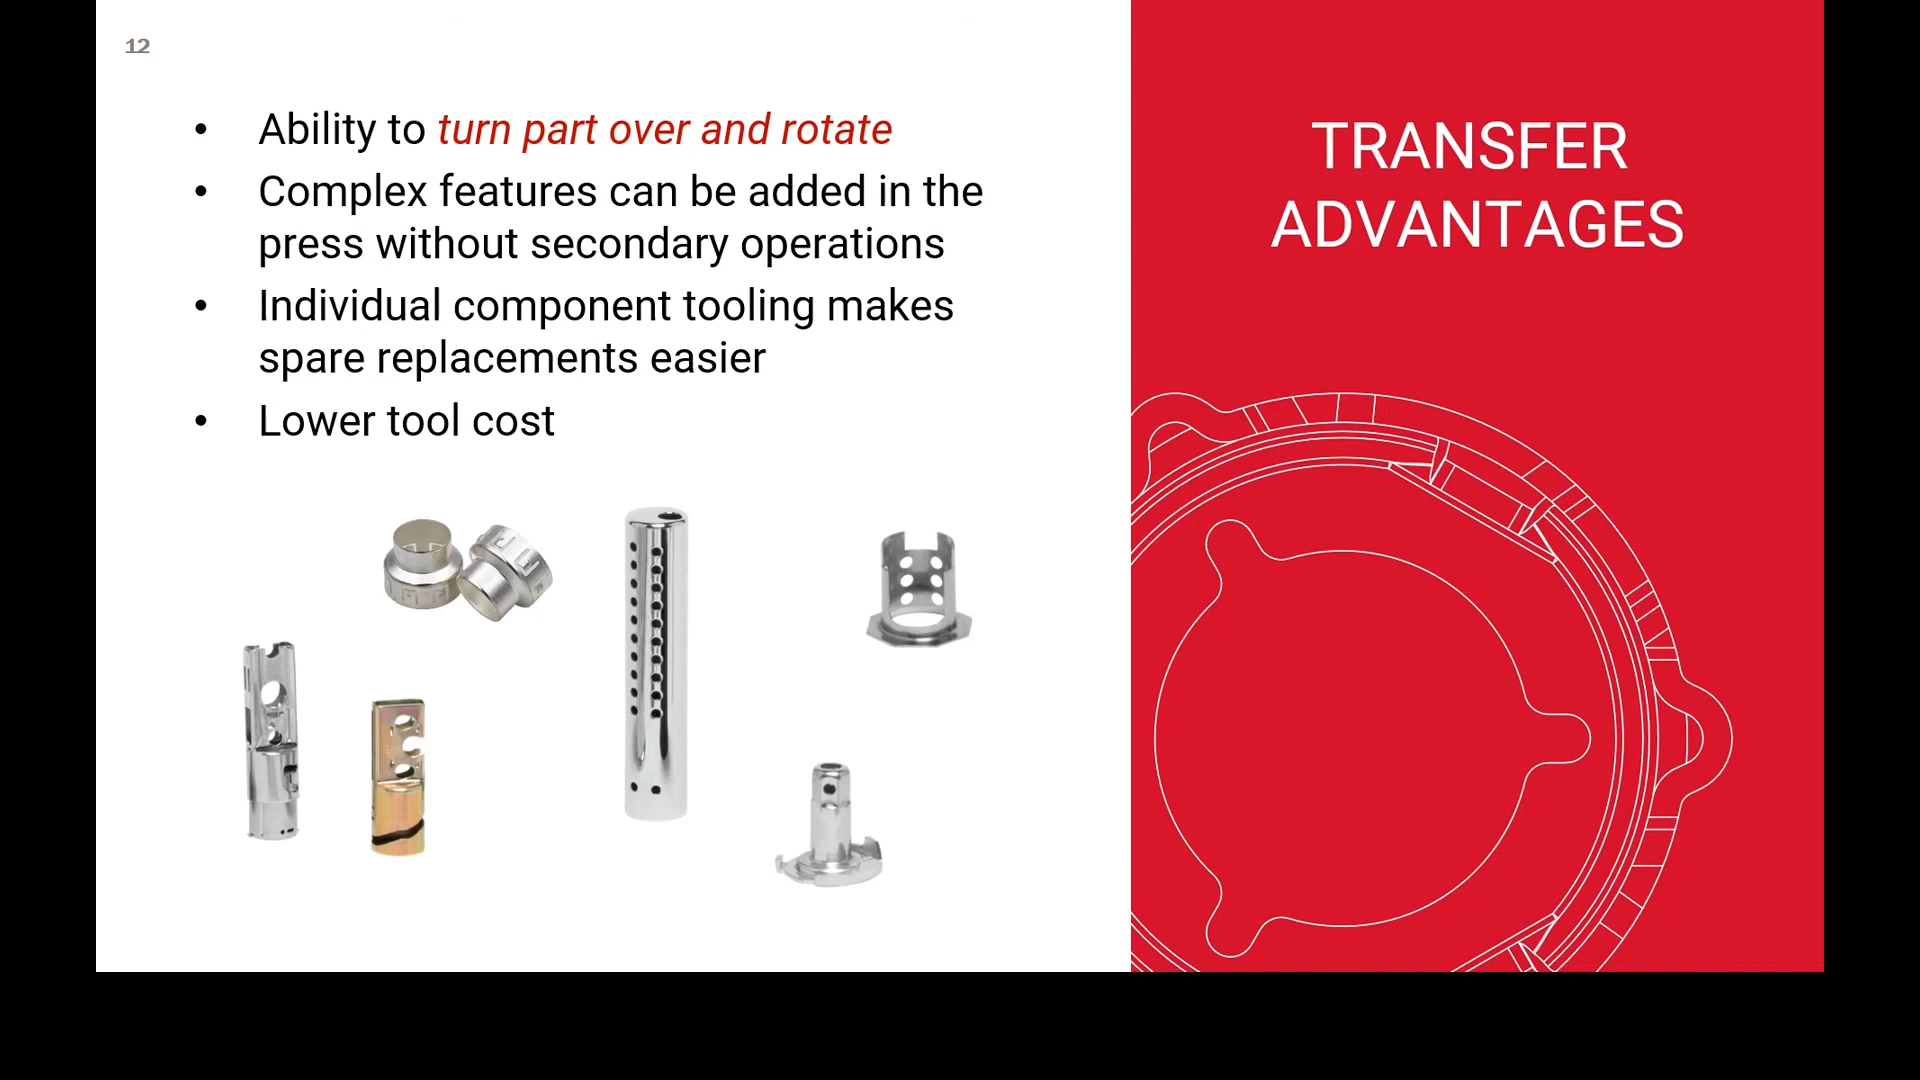 12
• Ability to turn part over and rotate
• Complex features can be added in the
press without secondary operations
• Individual component tooling makes
spare replacements easier
• Lower tool cost
TRANSFER
ADVANTAGES